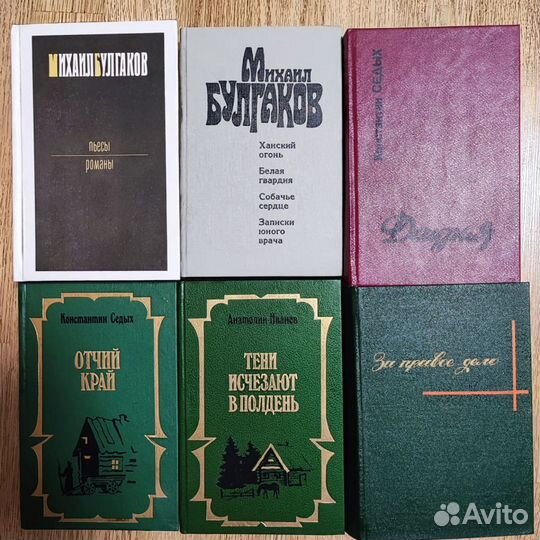 МИХАИЛ БУЛГАКОВ
пьесы
романы
Михаил
БУЛГАКОВ
Ханский
огонь
Белая
гвардия
Собачье
сердце
Записки
юного
врача
Константин СЕДЫХ
Даурия
Константин Седых
ОТЧИЙ
КРАЙ
Анатолий Иванов
ТЕНИ
ИСЧЕЗАЮТ
В ПОЛДЕНЬ
За правое дело
Avito